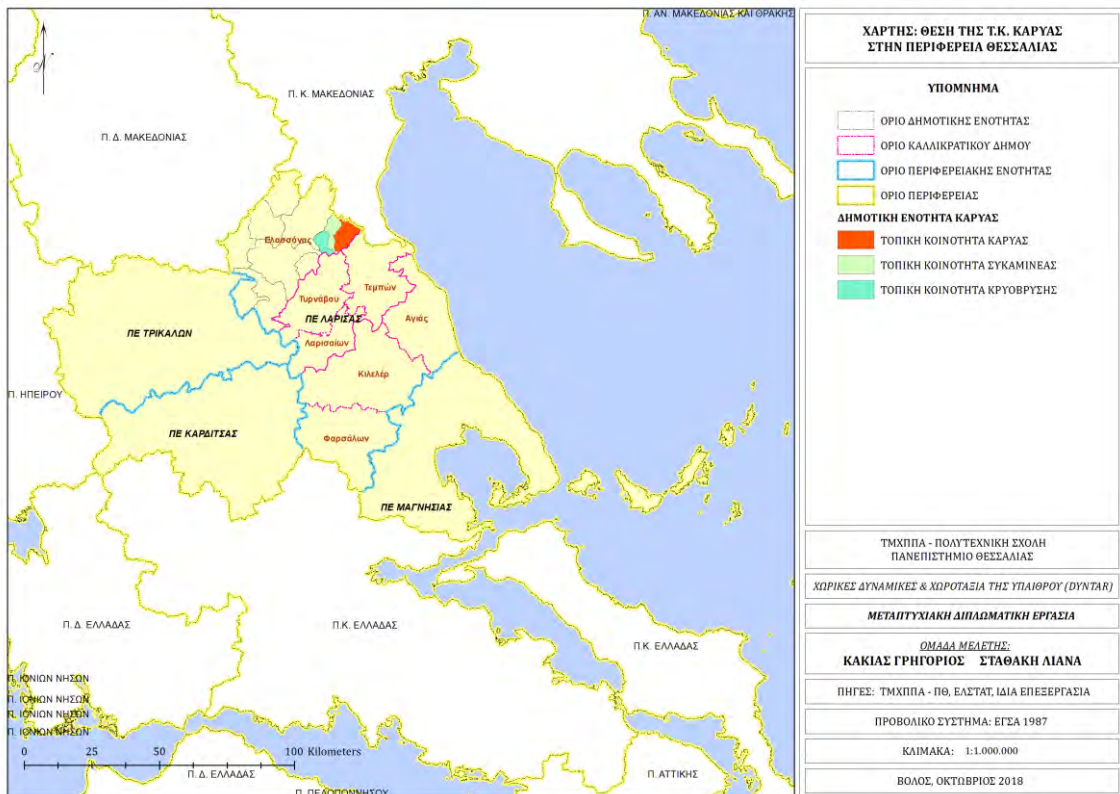 Π. ΑΝ. ΜΑΚΕΔΟΝΙΑΣ ΚΑΙ ΘΡΑΚΗΣ
Π. Κ. ΜΑΚΕΔΟΝΙΑΣ
Π. Δ. ΜΑΚΕΔΟΝΙΑΣ
Ελασσόνας
Τεμπών
Τυρνάβου
ΠΕ ΛΑΡΙΣΑΣ
Αγιάς
ΠΕ ΤΡΙΚΑΛΩΝ
Λαρισαίων
Κιλελέρ
Π. ΗΠΕΙΡΟΥ
ΠΕ ΚΑΡΔΙΤΣΑΣ
Φαρσάλων
ΠΕ ΜΑΓΝΗΣΙΑΣ
Π. Δ. ΕΛΛΑΔΑΣ
Π.Κ. ΕΛΛΑΔΑΣ
Π.Κ. ΕΛΛΑΔΑΣ
Π. ΙΟΝΙΩΝ ΝΗΣΩΝ
Π. ΙΟΝΙΩΝ ΝΗΣΩΝ
Π. ΙΟΝΙΩΝ ΝΗΣΩΝ
Π. ΙΟΝΙΩΝ ΝΗΣΩΝ
0 25 50 100 Kilometers
Π. Δ. ΕΛΛΑΔΑΣ
Π. ΑΤΤΙΚΗΣ
Π. ΠΕΛΟΠΟΝΝΗΣΟΥ
ΧΑΡΤΗΣ: ΘΕΣΗ ΤΗΣ Τ.Κ. ΚΑΡΥΑΣ
ΣΤΗΝ ΠΕΡΙΦΕΡΕΙΑ ΘΕΣΣΑΛΙΑΣ
ΥΠΟΜΝΗΜΑ
ΟΡΙΟ ΔΗΜΟΤΙΚΗΣ ΕΝΟΤΗΤΑΣ
ΟΡΙΟ ΚΑΛΛΙΚΡΑΤΙΚΟΥ ΔΗΜΟΥ
ΟΡΙΟ ΠΕΡΙΦΕΡΕΙΑΚΗΣ ΕΝΟΤΗΤΑΣ
ΟΡΙΟ ΠΕΡΙΦΕΡΕΙΑΣ
ΔΗΜΟΤΙΚΗ ΕΝΟΤΗΤΑ ΚΑΡΥΑΣ
ΤΟΠΙΚΗ ΚΟΙΝΟΤΗΤΑ ΚΑΡΥΑΣ
ΤΟΠΙΚΗ ΚΟΙΝΟΤΗΤΑ ΣΥΚΑΜΙΝΕΑΣ
ΤΟΠΙΚΗ ΚΟΙΝΟΤΗΤΑ ΚΡΥΟΒΡΥΣΗΣ
ΤΜΧΠΠΑ - ΠΟΛΥΤΕΧΝΙΚΗ ΣΧΟΛΗ
ΠΑΝΕΠΙΣΤΗΜΙΟ ΘΕΣΣΑΛΙΑΣ
ΧΩΡΙΚΕΣ ΔΥΝΑΜΙΚΕΣ & ΧΩΡΟΤΑΞΙΑ ΤΗΣ ΥΠΑΙΘΡΟΥ (DYNTAR)
ΜΕΤΑΠΤΥΧΙΑΚΗ ΔΙΠΛΩΜΑΤΙΚΗ ΕΡΓΑΣΙΑ
ΟΜΑΔΑ ΜΕΛΕΤΗΣ:
ΚΑΚΙΑΣ ΓΡΗΓΟΡΙΟΣ ΣΤΑΘΑΚΗ ΛΙΑΝΑ
ΠΗΓΕΣ: ΤΜΧΠΠΑ - ΠΘ, ΕΛΣΤΑΤ, ΙΔΙΑ ΕΠΕΞΕΡΓΑΣΙΑ
ΠΡΟΒΟΛΙΚΟ ΣΥΣΤΗΜΑ: ΕΓΣΑ 1987
ΚΛΙΜΑΚΑ: 1:1.000.000
ΒΟΛΟΣ, ΟΚΤΩΒΡΙΟΣ 2018